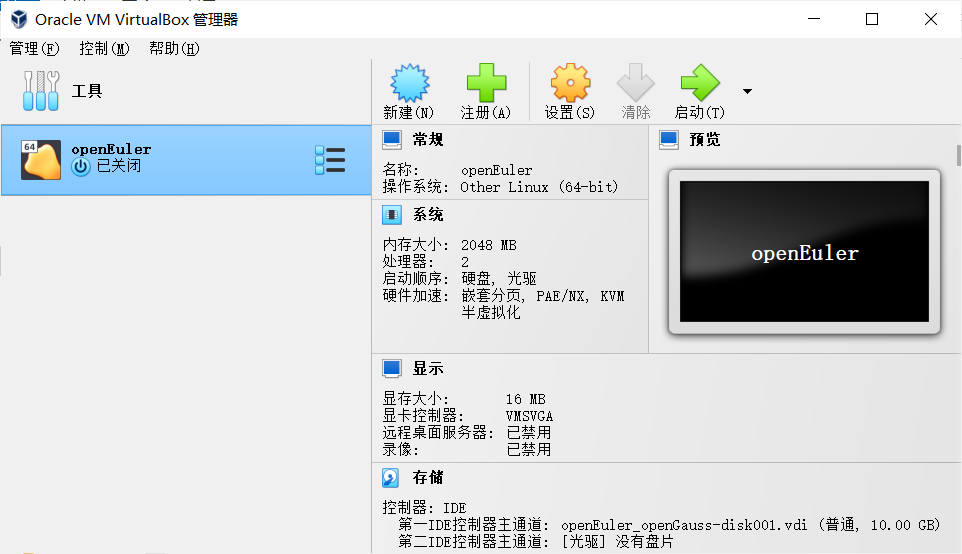 Oracle VM VirtualBox 管理器
管理(F) 控制(M) 帮助(H)
工具
新建(N) 注册(A) 设置(S) 清除 启动(T)
64
openEuler
已关闭
常规
名称: openEuler
操作系统: Other Linux (64-bit)
预览
openEuler
系统
内存大小: 2048 MB
处理器: 2
启动顺序: 硬盘, 光驱
硬件加速: 嵌套分页, PAE/NX, KVM
半虚拟化
显示
显存大小: 16 MB
显卡控制器: VMSVGA
远程桌面服务器: 已禁用
录像: 已禁用
存储
控制器: IDE
第一IDE控制器主通道: openEuler_openGauss-disk001.vdi (普通, 10.00 GB)
第二IDE控制器主通道: [光驱] 没有盘片